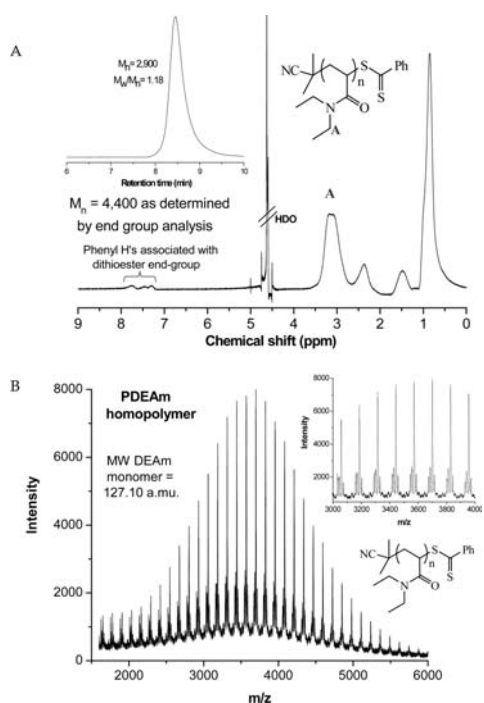 A
Mn = 2,900
Mw/Mn = 1.18
6 7 8 9 10
Retention time (min)
NC
n
S
Ph
S
N
O
A
Mn = 4,400 as determined
by end group analysis
Phenyl H's associated with
dithioester end-group
HDO
A
9 8 7 6 5 4 3 2 1 0
Chemical shift (ppm)
B
PDEAm
homopolymer
MW DEAm
monomer =
127.10 a.mu.
8000
6000
4000
2000
0
Intensity
2000 3000 4000 5000 6000
m/z
8000
6000
4000
2000
Intensity
3000 3200 3400 3600 3800 4000
m/z
NC
n
S
Ph
S
N
O